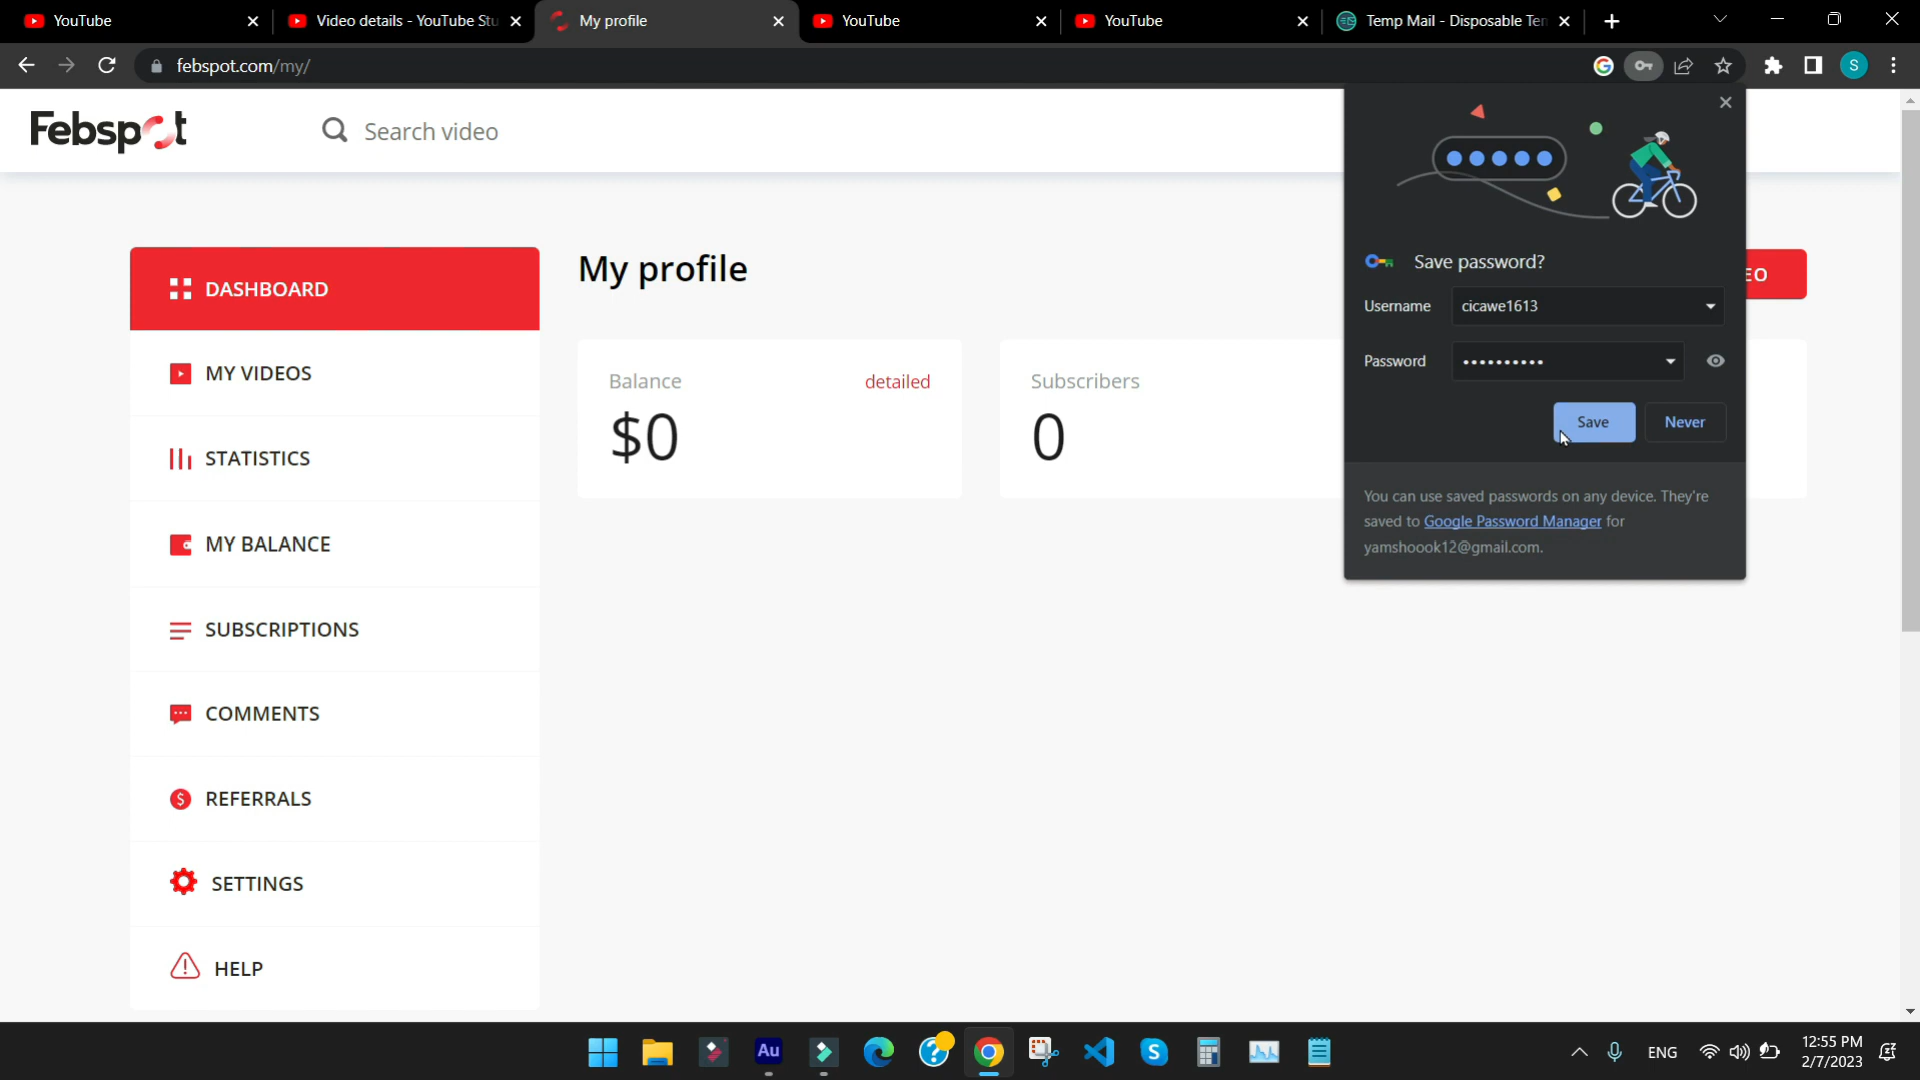 YouTube
Video details - YouTube Stu
My profile
YouTube
YouTube
Temp Mail - Disposable Ten
febspot.com/my/
S
Febspot
Search video
DASHBOARD
MY VIDEOS
STATISTICS
MY BALANCE
SUBSCRIPTIONS
COMMENTS
REFERRALS
SETTINGS
HELP
My profile
EO
Balance
detailed
$0
Subscribers
0
Save password?
Username
cicawe1613
Password
••••••••••
Save
Never
You can use saved passwords on any device. They're
saved to Google Password Manager for
yamshoook12@gmail.com.
Au
ENG
12:55 PM
2/7/2023